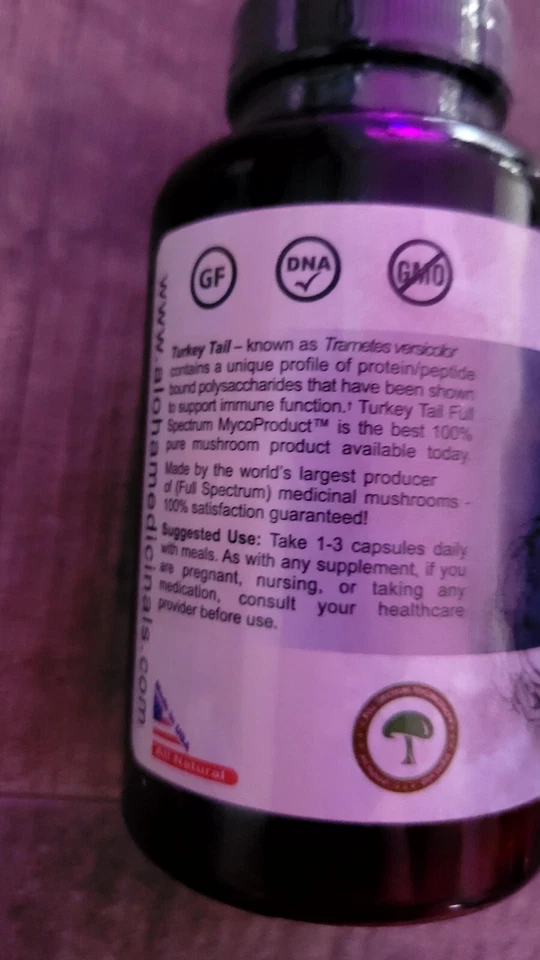 GF
DNA
GMO
Turkey Tail – known as Trametes versicolor
contains a unique profile of protein/peptide
bound polysaccharides that have been shown
to support immune function.† Turkey Tail Full
Spectrum MycoProduct™ is the best 100%
pure mushroom product available today.
Made by the world's largest producer
of (Full Spectrum) medicinal mushrooms -
100% satisfaction guaranteed!
Suggested Use: Take 1-3 capsules daily
with meals. As with any supplement, if you
are pregnant, nursing, or taking any
medication, consult your healthcare
provider before use.
www.alohamedicinals.com
Made in USA
All Natural